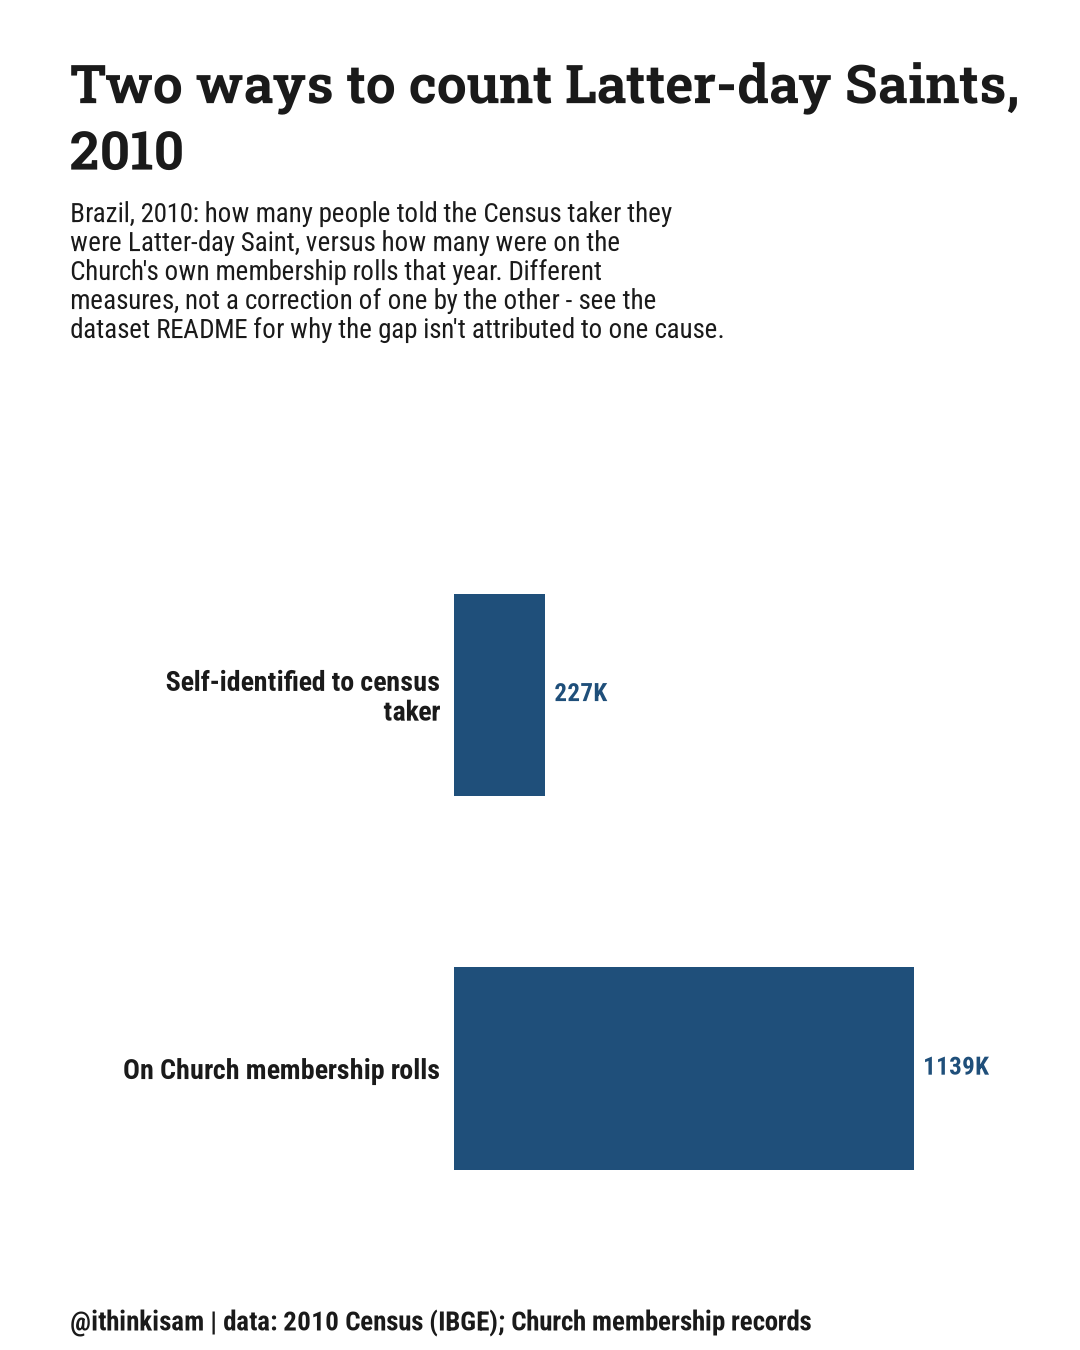 Two ways to count Latter-day Saints,
2010
Brazil, 2010: how many people told the Census taker they
were Latter-day Saint, versus how many were on the
Church's own membership rolls that year. Different
measures, not a correction of one by the other - see the
dataset README for why the gap isn't attributed to one cause.
Self-identified to census
taker
227K
On Church membership rolls
1139K
@ithinkisam | data: 2010 Census (IBGE); Church membership records